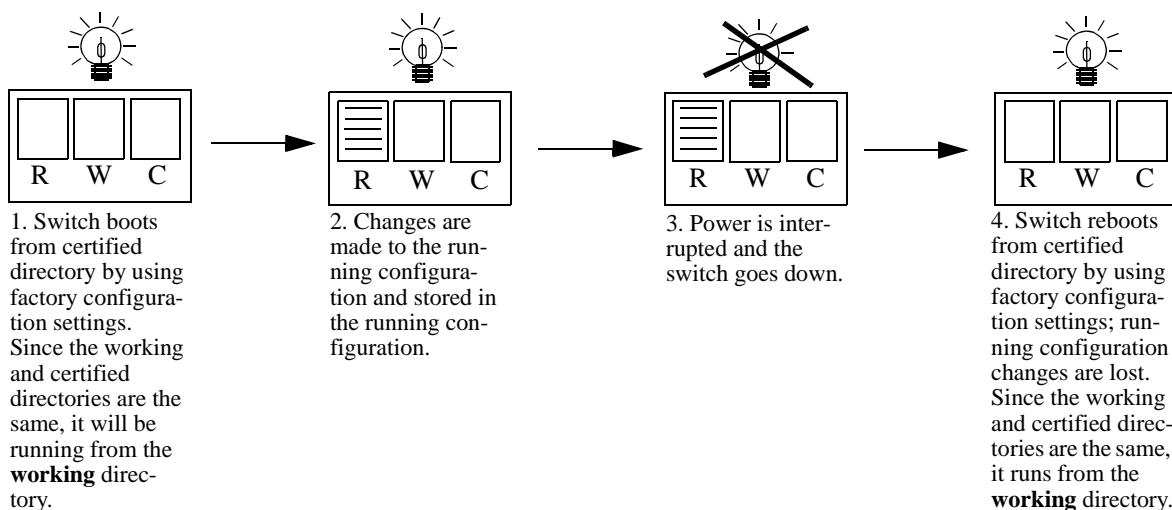 R W C
1. Switch boots
from certified
directory by using
factory configura-
tion settings.
Since the working
and certified
directories are the
same, it will be
running from the
working direc-
tory.
R W C
2. Changes are
made to the run-
ning configura-
tion and stored in
the running con-
figuration.
R W C
3. Power is inter-
rupted and the
switch goes down.
R W C
4. Switch reboots
from certified
directory by using
factory configura-
tion settings; run-
ning configuration
changes are lost.
Since the working
and certified direc-
tories are the same,
it runs from the
working directory.